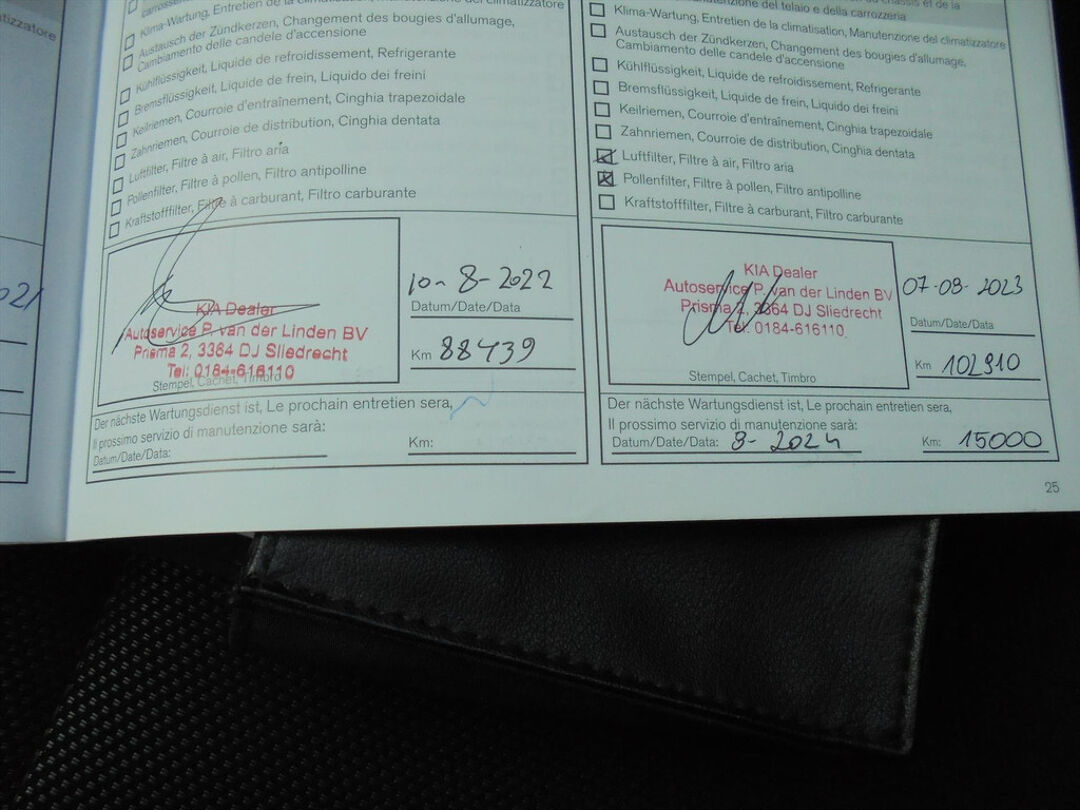 tizzatore
021
Klima-Wartung, Entretien de la climatisation, Manutenzione del climatizzatore
Austausch der Zündkerzen, Changement des bougies d'allumage,
Cambiamento delle candele d'accensione
Kühlflüssigkeit, Liquide de refroidissement, Refrigerante
Bremsflüssigkeit, Liquide de frein, Liquido dei freini
Keilriemen, Courroie d'entraînement, Cinghia trapezoidale
Zahnriemen, Courroie de distribution, Cinghia dentata
Luftfilter, Filtre à air, Filtro aria
Pollenfilter, Filtre à pollen, Filtro antipolline
Kraftstofffilter, Filtre à carburant, Filtro carburante
KIA Dealer
Autoservice P. van der Linden BV
Prisma 2, 3364 DJ Sliedrecht
Tel: 0184-616110
Stempel, Cachet, Timbro
10-8-2022
Datum/Date/Data
Km 88439
Der nächste Wartungsdienst ist, Le prochain entretien sera,
Il prossimo servizio di manutenzione sarà:
Datum/Date/Data:
Km:
del telaio e della carrozzeria
Klima-Wartung, Entretien de la climatisation, Manutenzione del climatizzatore
Austausch der Zündkerzen, Changement des bougies d'allumage,
Cambiamento delle candele d'accensione
Kühlflüssigkeit, Liquide de refroidissement, Refrigerante
Bremsflüssigkeit, Liquide de frein, Liquido dei freini
Keilriemen, Courroie d'entraînement, Cinghia trapezoidale
Zahnriemen, Courroie de distribution, Cinghia dentata
Luftfilter, Filtre à air, Filtro aria
Pollenfilter, Filtre à pollen, Filtro antipolline
Kraftstofffilter, Filtre à carburant, Filtro carburante
KIA Dealer
Autoservice P. van der Linden BV
Prisma 2, 3364 DJ Sliedrecht
Tel: 0184-616110
Stempel, Cachet, Timbro
07-08-2023
Datum/Date/Data
Km 102910
Der nächste Wartungsdienst ist, Le prochain entretien sera,
Il prossimo servizio di manutenzione sarà:
Datum/Date/Data: 8-2024
Km: 15000
25